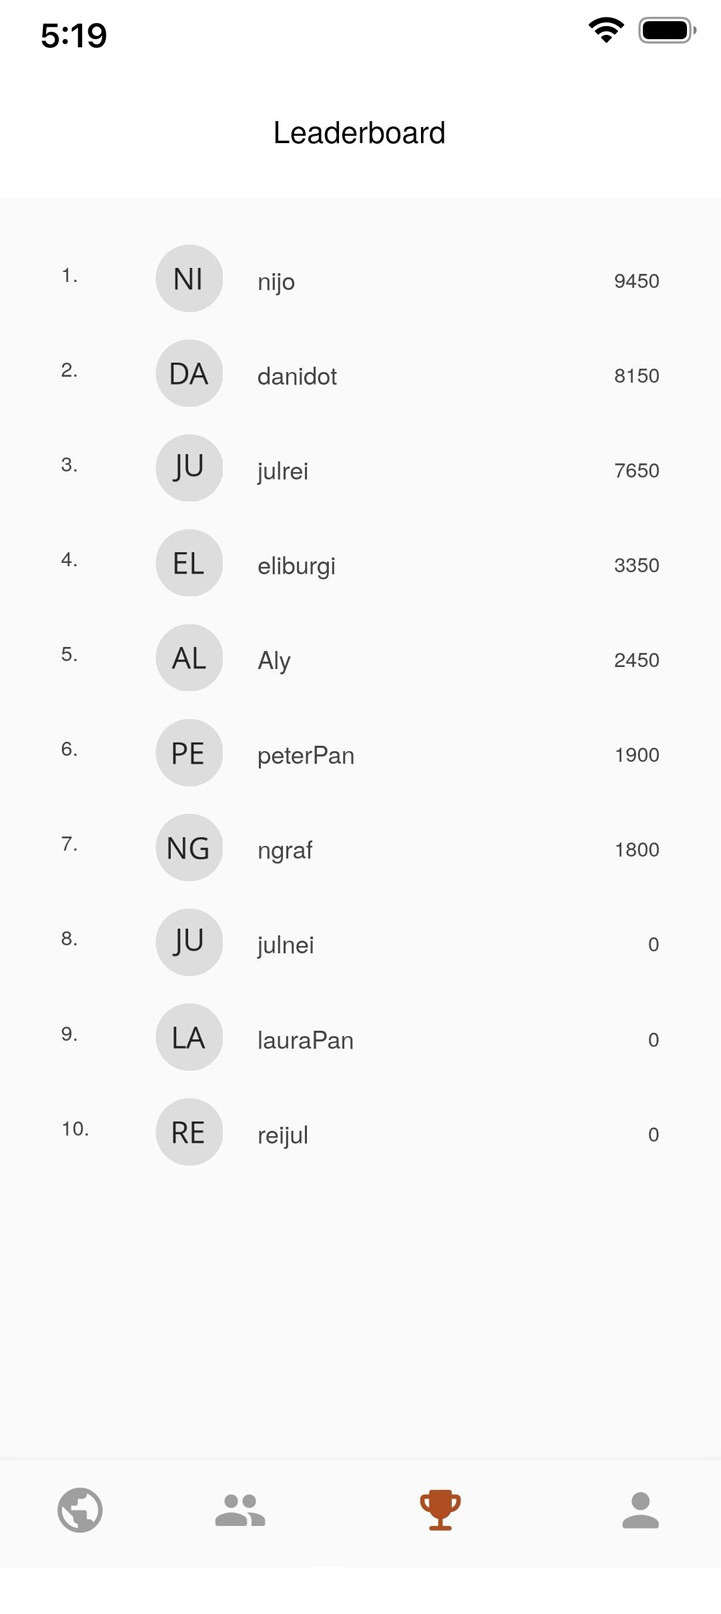 5:19
Leaderboard
1. NI nijo 9450
2. DA danidot 8150
3. JU julrei 7650
4. EL eliburgi 3350
5. AL Aly 2450
6. PE peterPan 1900
7. NG ngraf 1800
8. JU julnei 0
9. LA lauraPan 0
10. RE reijul 0